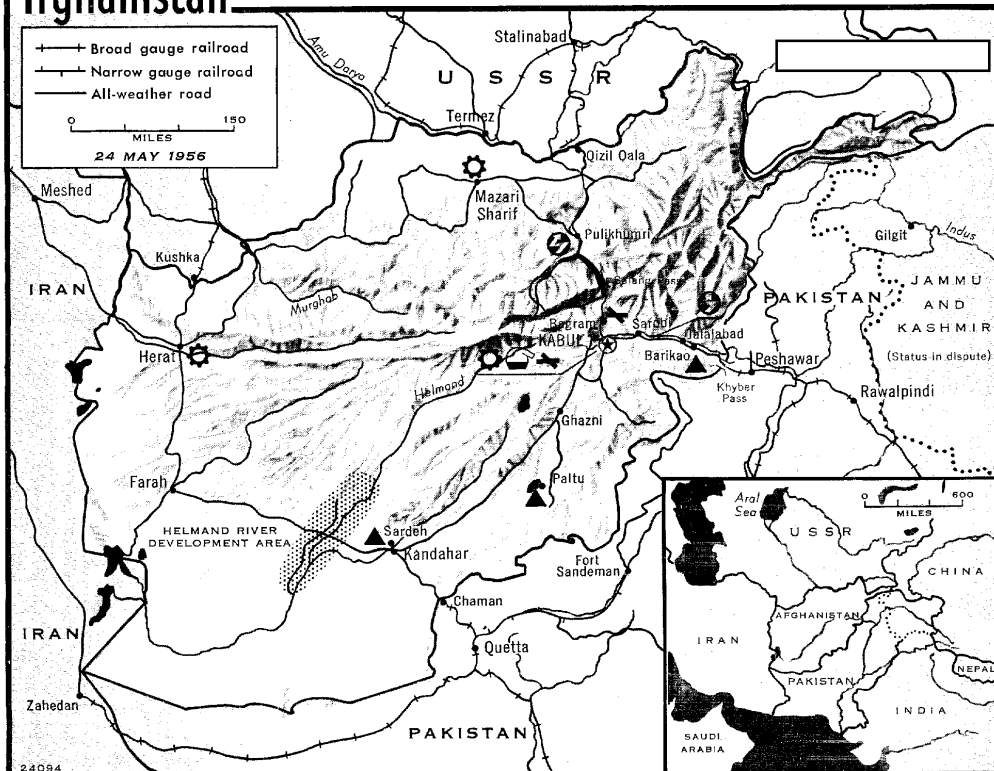 Afghanistan
Broad gauge railroad
Narrow gauge railroad
All-weather road
0 150
MILES
24 MAY 1956
Amu Darya
Stalinabad
U S S R
Termez
Qizil Qala
Meshed
Mazari
Sharif
Pulikhumri
Gilgit
Indus
Kushka
IRAN
Murghab
PAKISTAN
JAMMU
AND
KASHMIR
(Status in dispute)
Bagram
Sarobi
KABUL
Jalalabad
Herat
Barikao
Peshawar
Khyber
Pass
Helmand
Rawalpindi
Ghazni
Farah
Paltu
HELMAND RIVER
DEVELOPMENT AREA
Sardeh
Kandahar
Fort
Sandeman
Chaman
IRAN
Quetta
Zahedan
PAKISTAN
24094
Aral
Sea
0 600
MILES
USSR
CHINA
AFGHANISTAN
IRAN
NEPAL
PAKISTAN
INDIA
SAUDI
ARABIA